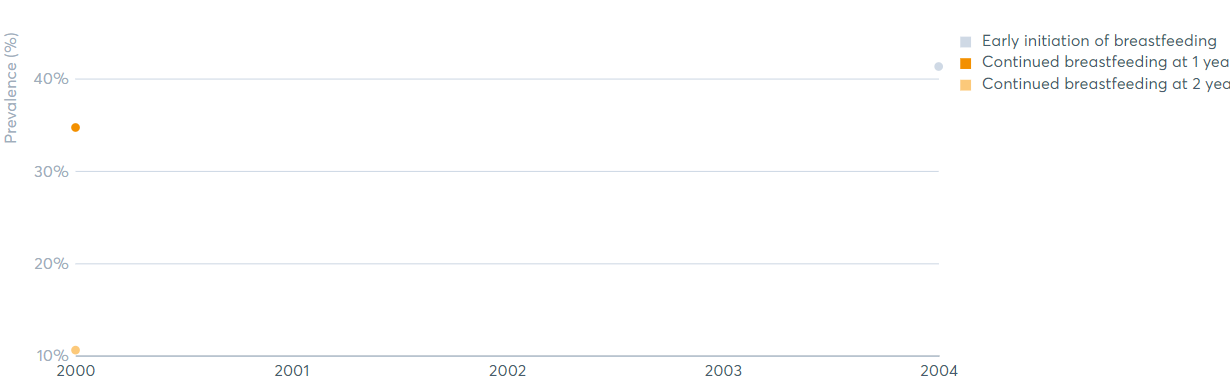 Prevalence (%)
40%
30%
20%
10%
2000 2001 2002 2003 2004
Early initiation of breastfeeding
Continued breastfeeding at 1 yea
Continued breastfeeding at 2 yea